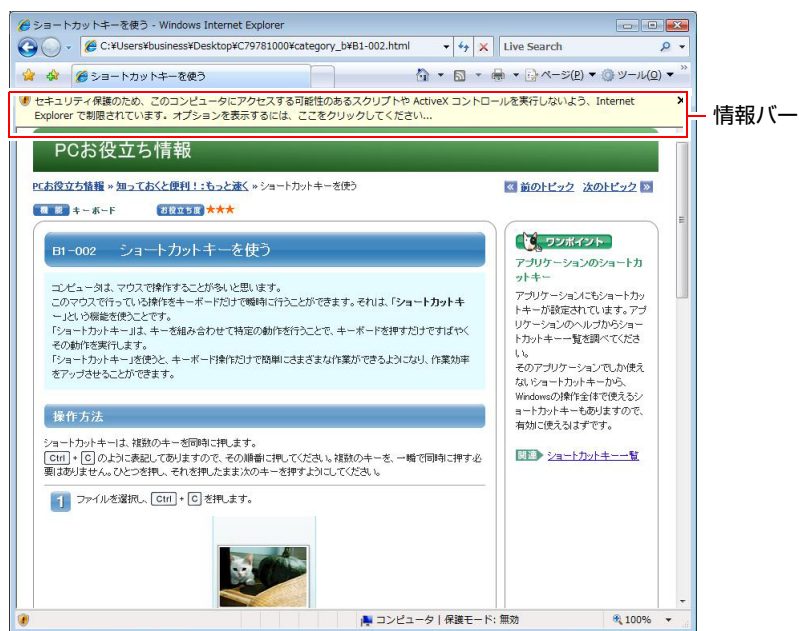 ショートカットキーを使う - Windows Internet Explorer
C:¥Users¥business¥Desktop¥C79781000¥category_b¥B1-002.html
Live Search
ショートカットキーを使う
ページ(P)
ツール(O)
セキュリティ保護のため、このコンピュータにアクセスする可能性のあるスクリプトや ActiveX コントロールを実行しないよう、Internet
Explorer で制限されています。オプションを表示するには、ここをクリックしてください...
情報バー
PCお役立ち情報
PCお役立ち情報 » 知っておくと便利！：もっと速く » ショートカットキーを使う
前のトピック 次のトピック
機 能 キーボード お役立ち度 ★★★
B1-002 ショートカットキーを使う
コンピュータは、マウスで操作することが多いと思います。
このマウスで行っている操作をキーボードだけで瞬時に行うことができます。それは、「ショートカットキ
ー」という機能を使うことです。
「ショートカットキー」は、キーを組み合わせて特定の動作を行うことで、キーボードを押すだけですばやく
その動作を実行します。
「ショートカットキー」を使うと、キーボード操作だけで簡単にさまざまな作業ができるようになり、作業効率
をアップさせることができます。
操作方法
ショートカットキーは、複数のキーを同時に押します。
Ctrl + C のように表記してありますので、その順番に押してください。複数のキーを、一瞬で同時に押す必
要はありません。ひとつを押し、それを押したまま次のキーを押すようにしてください。
1 ファイルを選択し、Ctrl + C を押します。
ワンポイント
アプリケーションのショートカ
ットキー
アプリケーションにもショートカッ
トキーが設定されています。アプ
リケーションのヘルプからショー
トカットキー一覧を調べてくださ
い。
そのアプリケーションでしか使え
ないショートカットキーから、
Windowsの操作全体で使えるシ
ョートカットキーもありますので、
有効に使えるはずです。
関連 ショートカットキー一覧
コンピュータ | 保護モード: 無効
100%